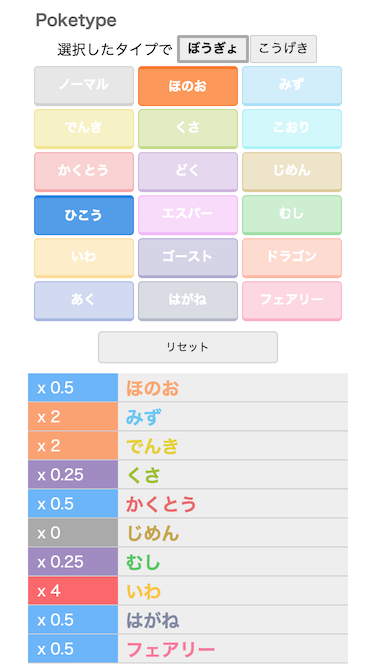 Poketype
選択したタイプで ぼうぎょ こうげき
ノーマル ほのお みず
でんき くさ こおり
かくとう どく じめん
ひこう エスパー むし
いわ ゴースト ドラゴン
あく はがね フェアリー
リセット
x 0.5 ほのお
x 2 みず
x 2 でんき
x 0.25 くさ
x 0.5 かくとう
x 0 じめん
x 0.25 むし
x 4 いわ
x 0.5 はがね
x 0.5 フェアリー